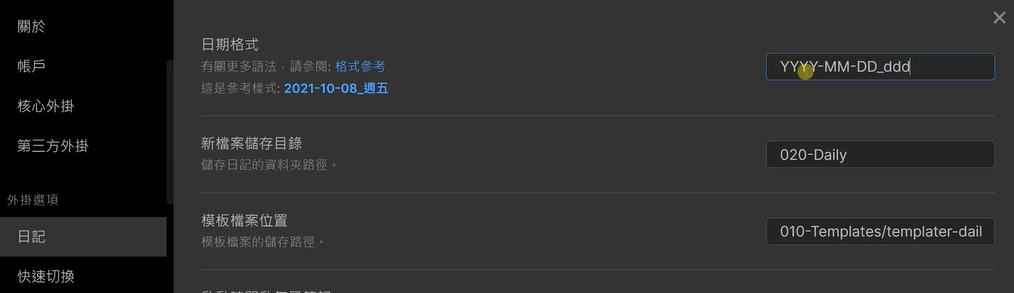 關於
帳戶
核心外掛
第三方外掛
外掛選項
日記
快速切換
日期格式
有關更多語法，請參閱: 格式參考
這是參考樣式: 2021-10-08_週五
YYYY-MM-DD_ddd
新檔案儲存目錄
儲存日記的資料夾路徑。
020-Daily
模板檔案位置
模板檔案的儲存路徑。
010-Templates/templater-dail